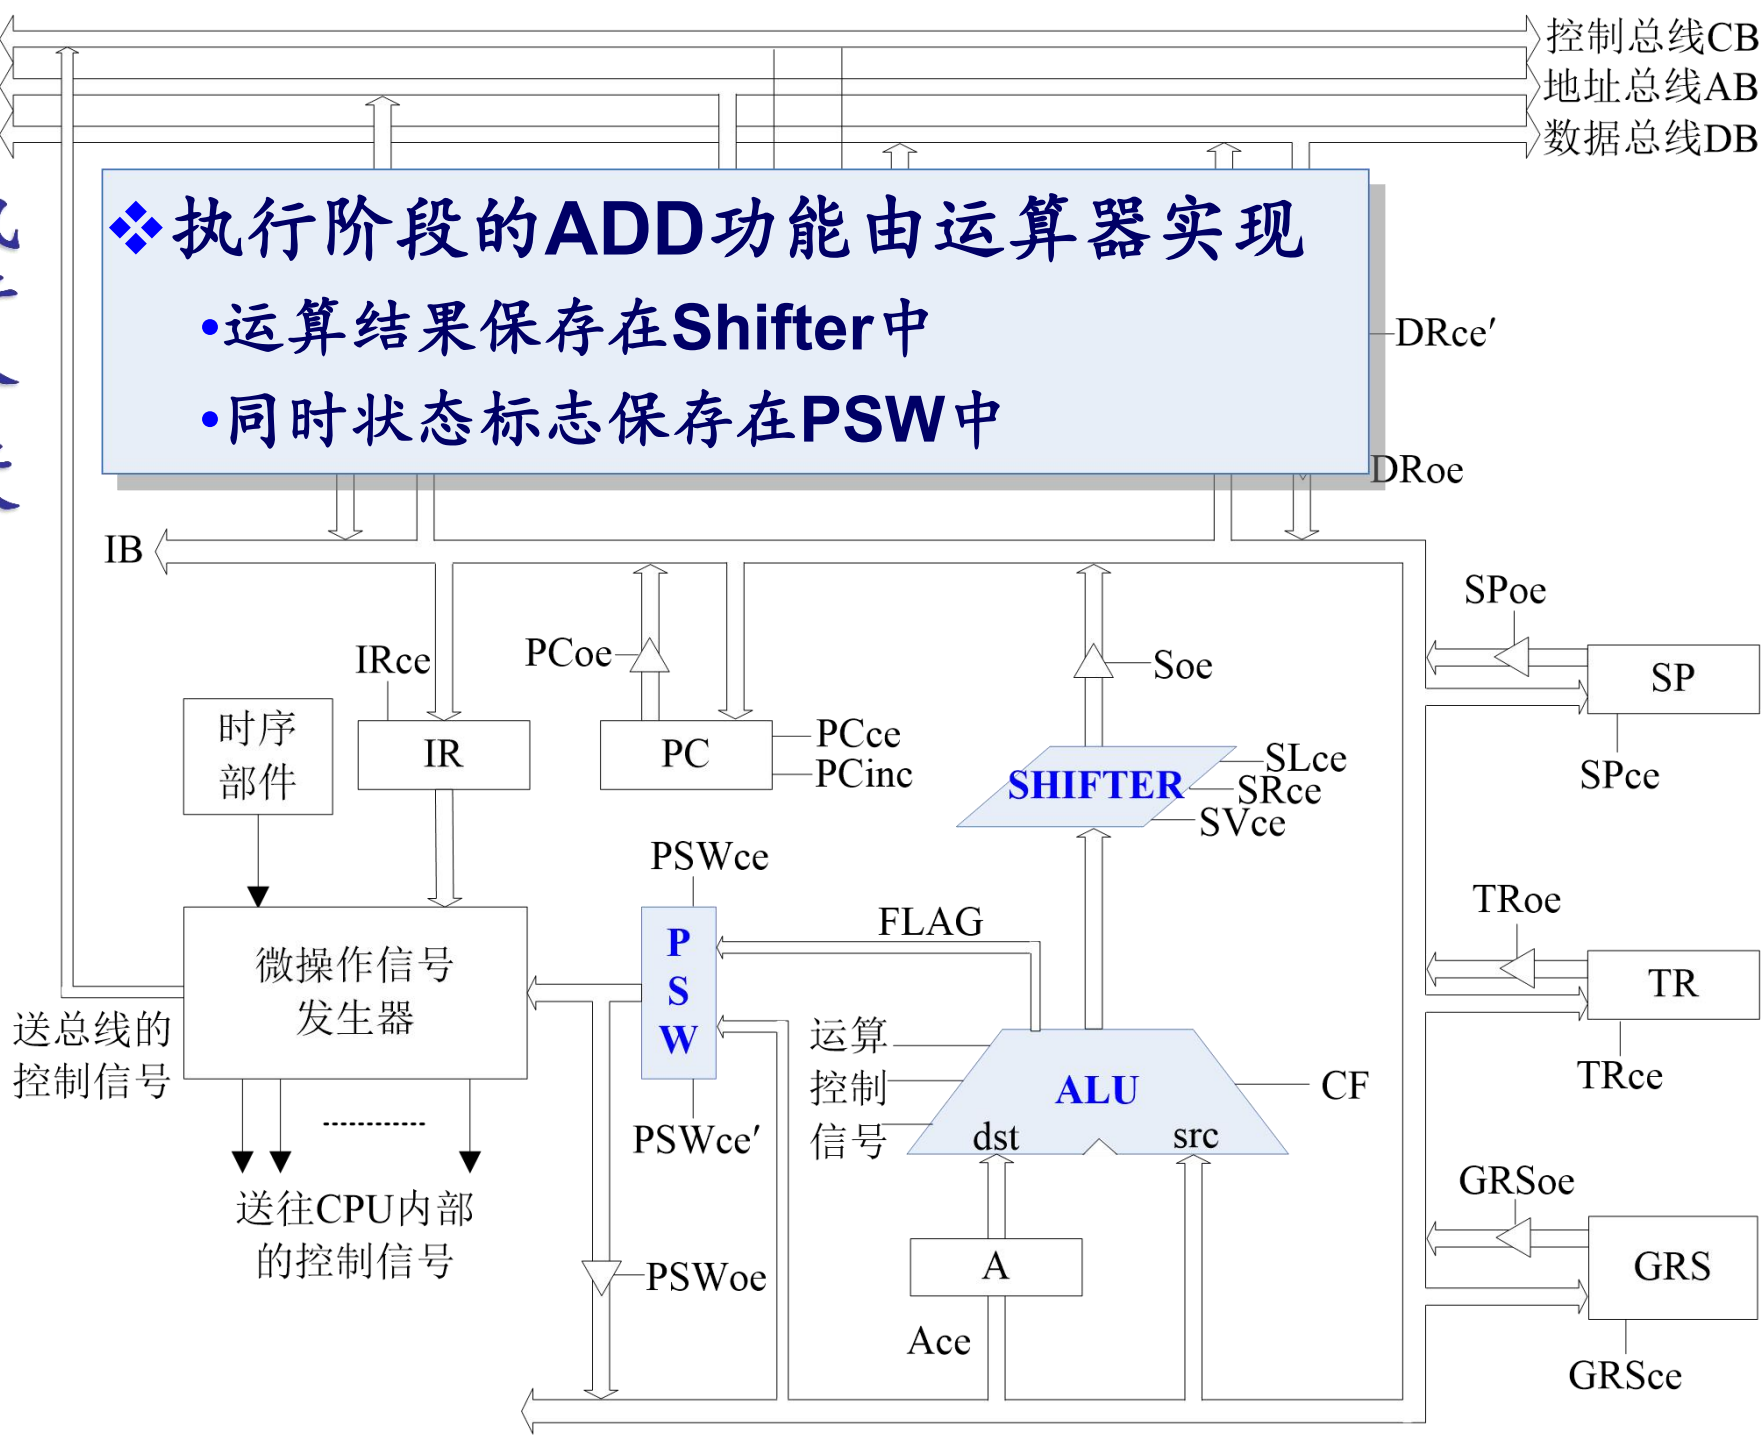 控制总线CB
地址总线AB
数据总线DB
执行阶段的ADD功能由运算器实现
•运算结果保存在Shifter中
•同时状态标志保存在PSW中
DRce′
DRoe
IB
SPoe
SP
SPce
IRce
PCoe
Soe
时序
部件
IR
PC
PCce
PCinc
SHIFTER
SLce
SRce
SVce
PSWce
FLAG
TRoe
TR
TRce
微操作信号
发生器
P
S
W
送总线的
控制信号
运算
控制
信号
ALU
CF
dst
src
PSWce′
送往CPU内部
的控制信号
GRSoe
GRS
GRSce
PSWoe
A
Ace